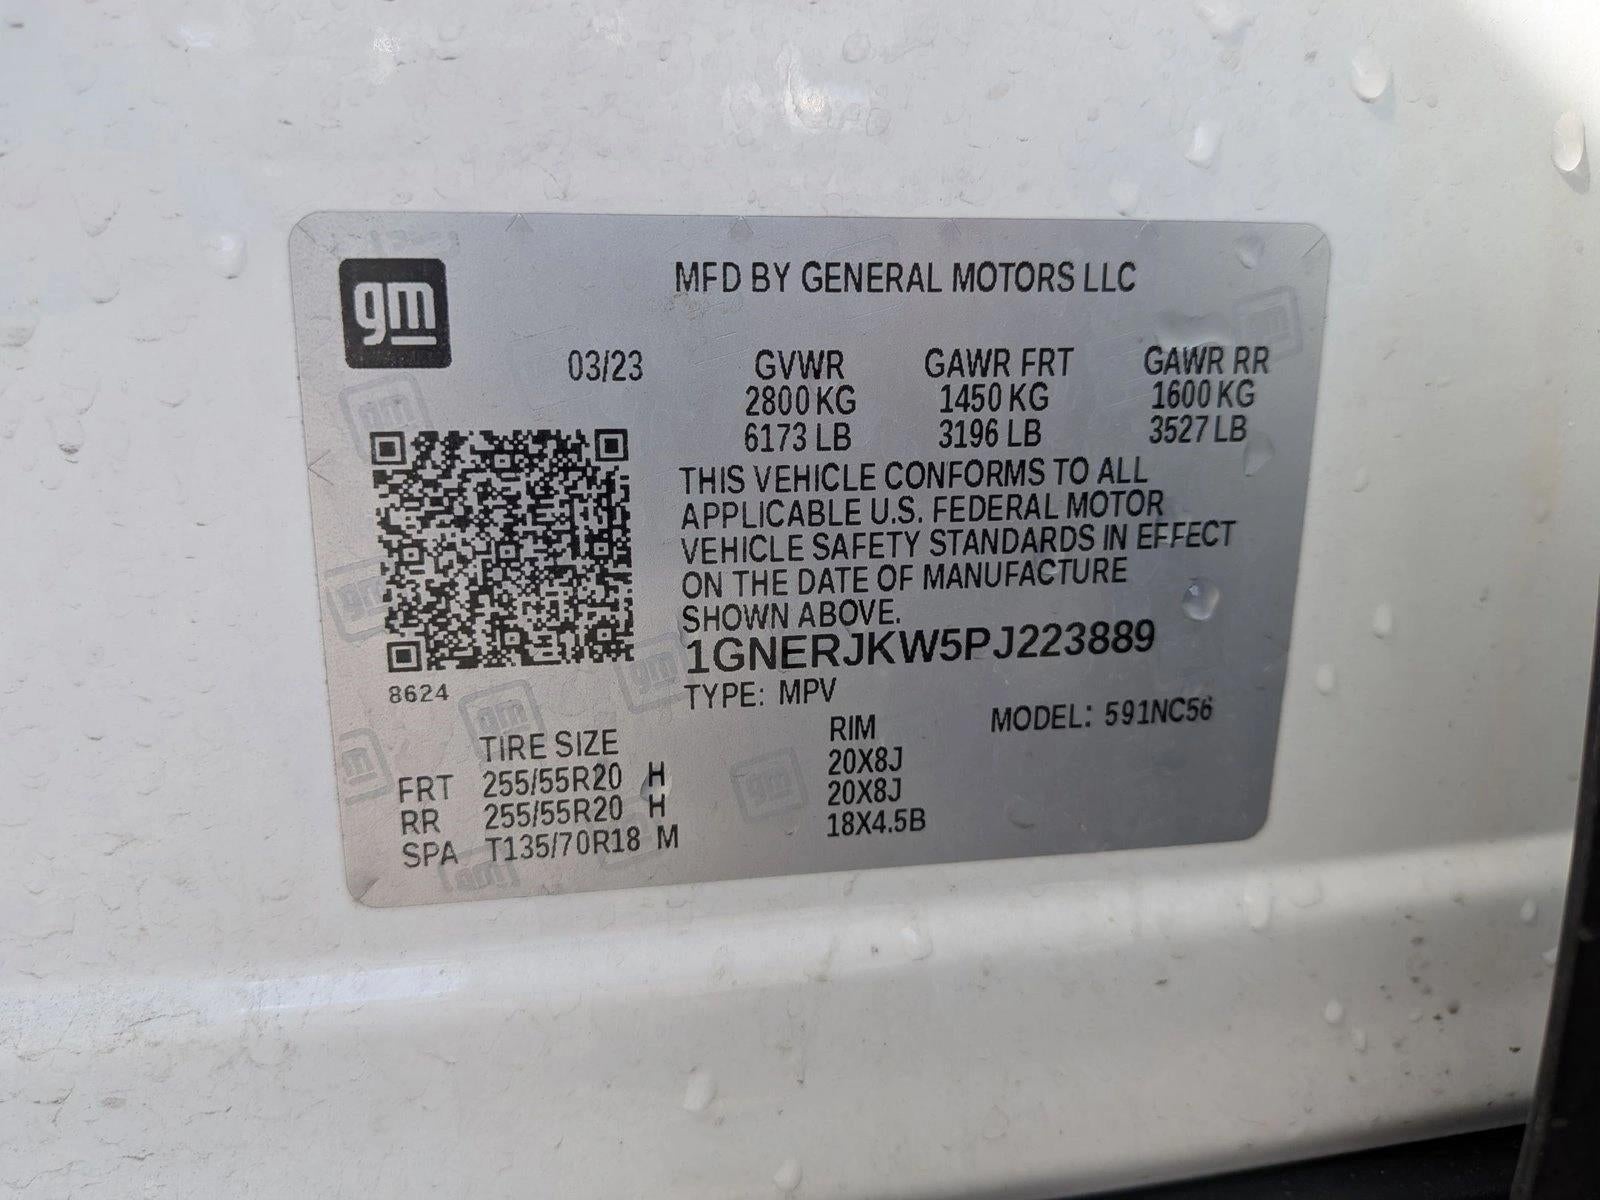 gm
MFD BY GENERAL MOTORS LLC
03/23 GVWR GAWR FRT GAWR RR
2800 KG 1450 KG 1600 KG
6173 LB 3196 LB 3527 LB
THIS VEHICLE CONFORMS TO ALL
APPLICABLE U.S. FEDERAL MOTOR
VEHICLE SAFETY STANDARDS IN EFFECT
ON THE DATE OF MANUFACTURE
SHOWN ABOVE.
1GNERJKW5PJ223889
8624
TYPE: MPV
MODEL: 591NC56
TIRE SIZE RIM
FRT 255/55R20 H 20X8J
RR 255/55R20 H 20X8J
SPA T135/70R18 M 18X4.5B